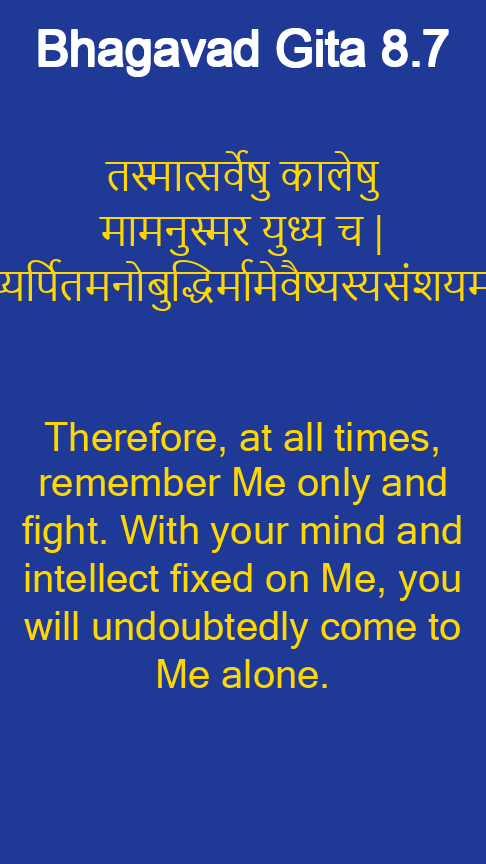 Bhagavad Gita 8.7
तस्मात्सर्वेषु कालेषु
मामनुस्मर युध्य च |
य्यर्पितमनोबुद्धिर्मामेवैष्यस्यसंशयम
Therefore, at all times,
remember Me only and
fight. With your mind and
intellect fixed on Me, you
will undoubtedly come to
Me alone.